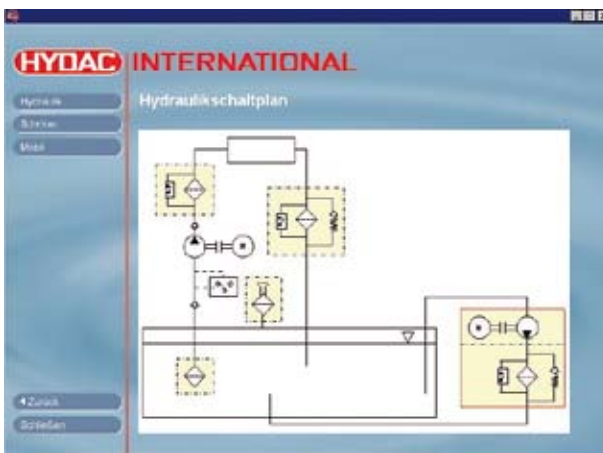 HYDAC INTERNATIONAL
Hydraulikschaltplan
Hydraulik
Schmier
Mobil
Zurück
Schließen